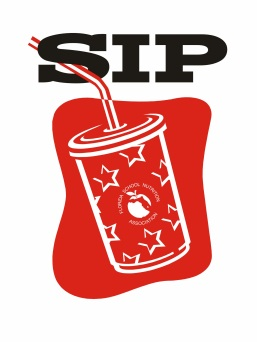 SIP
FLORIDA SCHOOL NUTRITION
ASSOCIATION